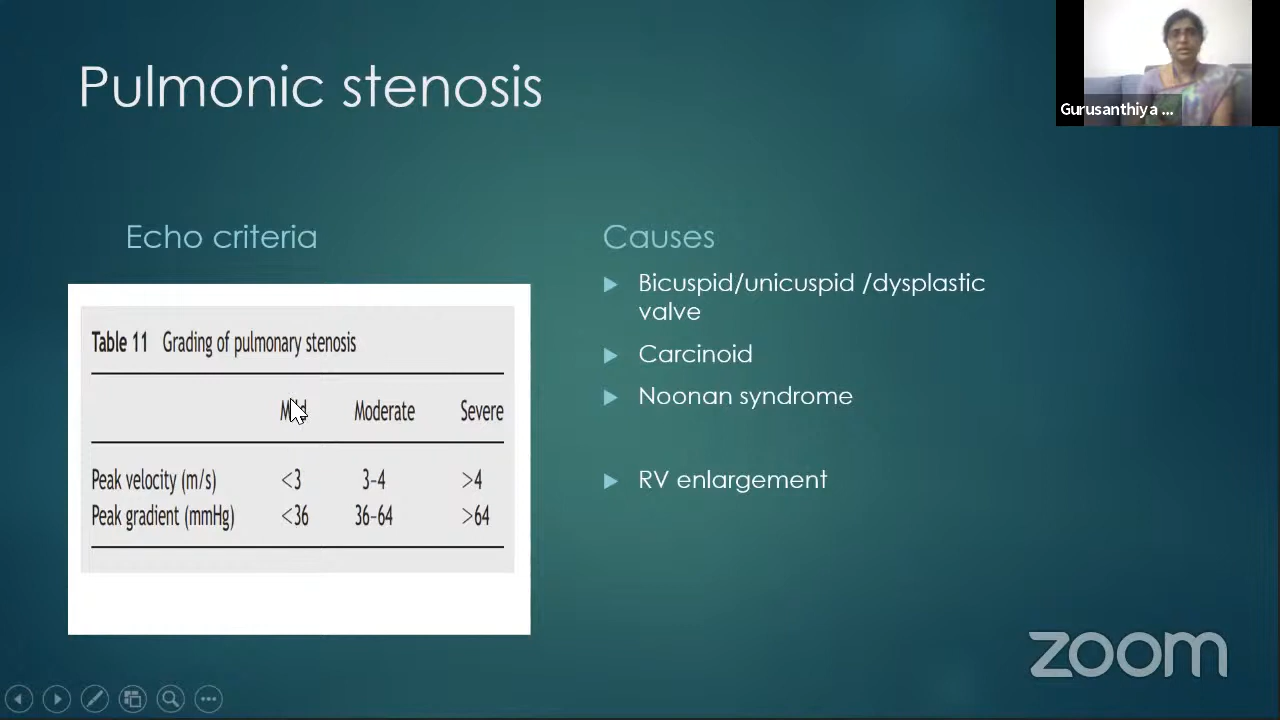 Pulmonic stenosis
Gurusanthiya ...
Echo criteria
Table 11 Grading of pulmonary stenosis
Mild Moderate Severe
Peak velocity (m/s) <3 3-4 >4
Peak gradient (mmHg) <36 36-64 >64
Causes
Bicuspid/unicuspid /dysplastic
valve
Carcinoid
Noonan syndrome
RV enlargement
zoom